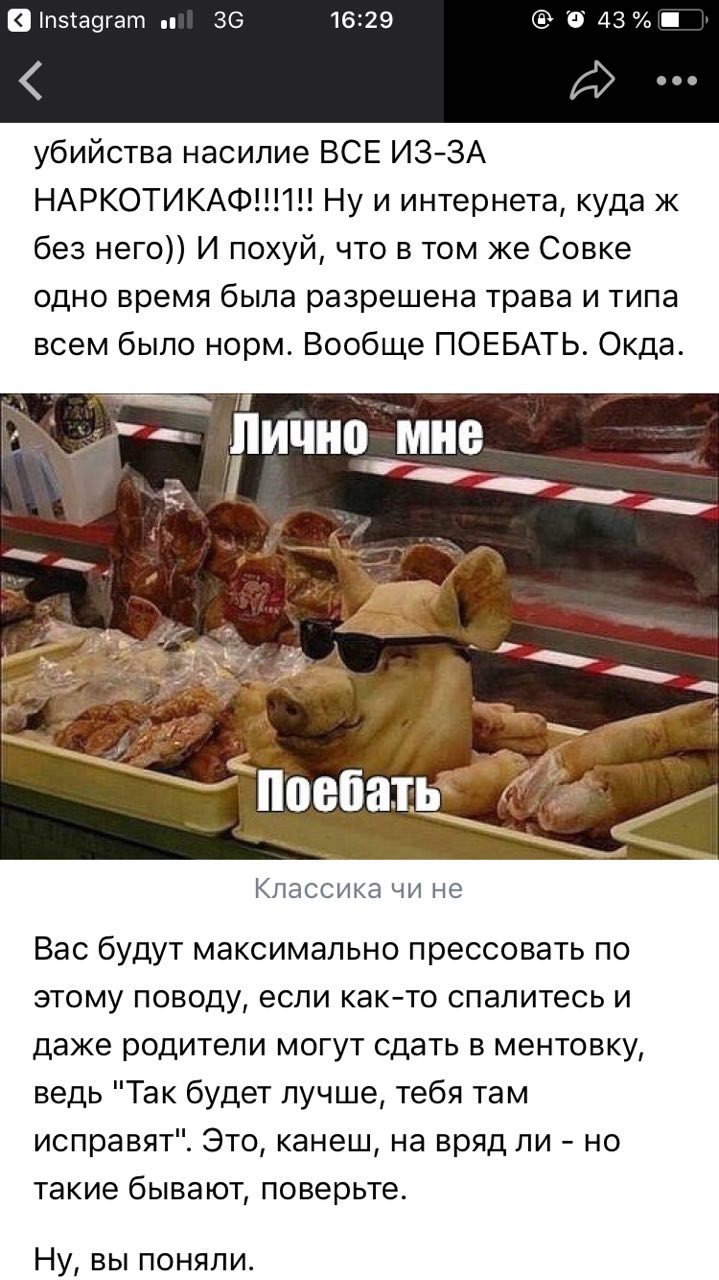 Instagram 3G 16:29 43 %
убийства насилие ВСЕ ИЗ-ЗА
НАРКОТИКАФ!!!1!! Ну и интернета, куда ж
без него)) И похуй, что в том же Совке
одно время была разрешена трава и типа
всем было норм. Вообще ПОЕБАТЬ. Окда.
Лично мне
Поебать
Классика чи не
Вас будут максимально прессовать по
этому поводу, если как-то спалитесь и
даже родители могут сдать в ментовку,
ведь "Так будет лучше, тебя там
исправят". Это, канеш, на вряд ли - но
такие бывают, поверьте.
Ну, вы поняли.